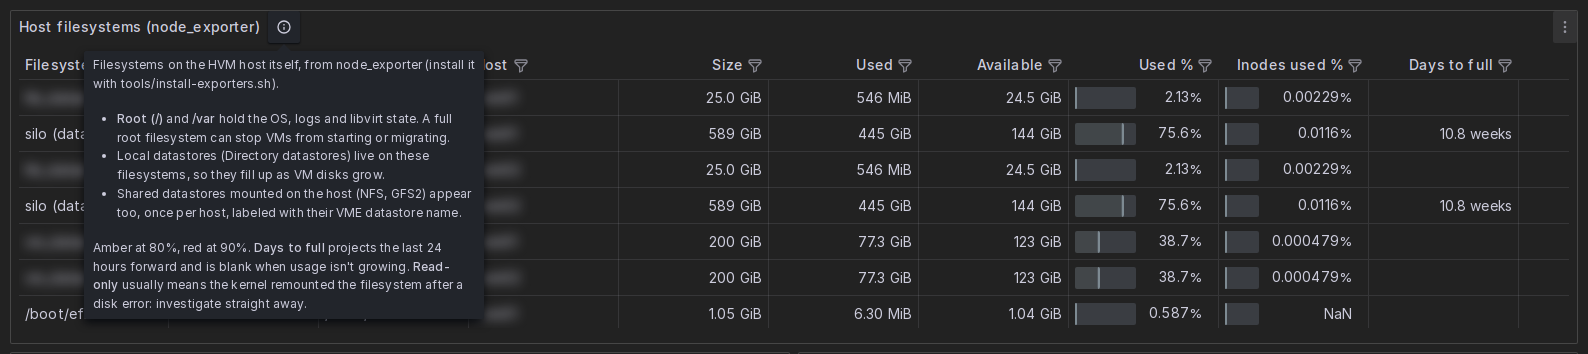 Host filesystems (node_exporter)
Size Used Available Used % Inodes used % Days to full
Filesystems on the HVM host itself, from node_exporter (install it
with tools/install-exporters.sh).
25.0 GiB 546 MiB 24.5 GiB 2.13% 0.00229%
• Root (/) and /var hold the OS, logs and libvirt state. A full
root filesystem can stop VMs from starting or migrating.
silo (data 589 GiB 445 GiB 144 GiB 75.6% 0.0116% 10.8 weeks
• Local datastores (Directory datastores) live on these
filesystems, so they fill up as VM disks grow.
25.0 GiB 546 MiB 24.5 GiB 2.13% 0.00229%
• Shared datastores mounted on the host (NFS, GFS2) appear
too, once per host, labeled with their VME datastore name.
silo (data 589 GiB 445 GiB 144 GiB 75.6% 0.0116% 10.8 weeks
Amber at 80%, red at 90%. Days to full projects the last 24
hours forward and is blank when usage isn't growing. Read-
only usually means the kernel remounted the filesystem after a
disk error: investigate straight away.
200 GiB 77.3 GiB 123 GiB 38.7% 0.000479%
200 GiB 77.3 GiB 123 GiB 38.7% 0.000479%
/boot/ef 1.05 GiB 6.30 MiB 1.04 GiB 0.587% NaN